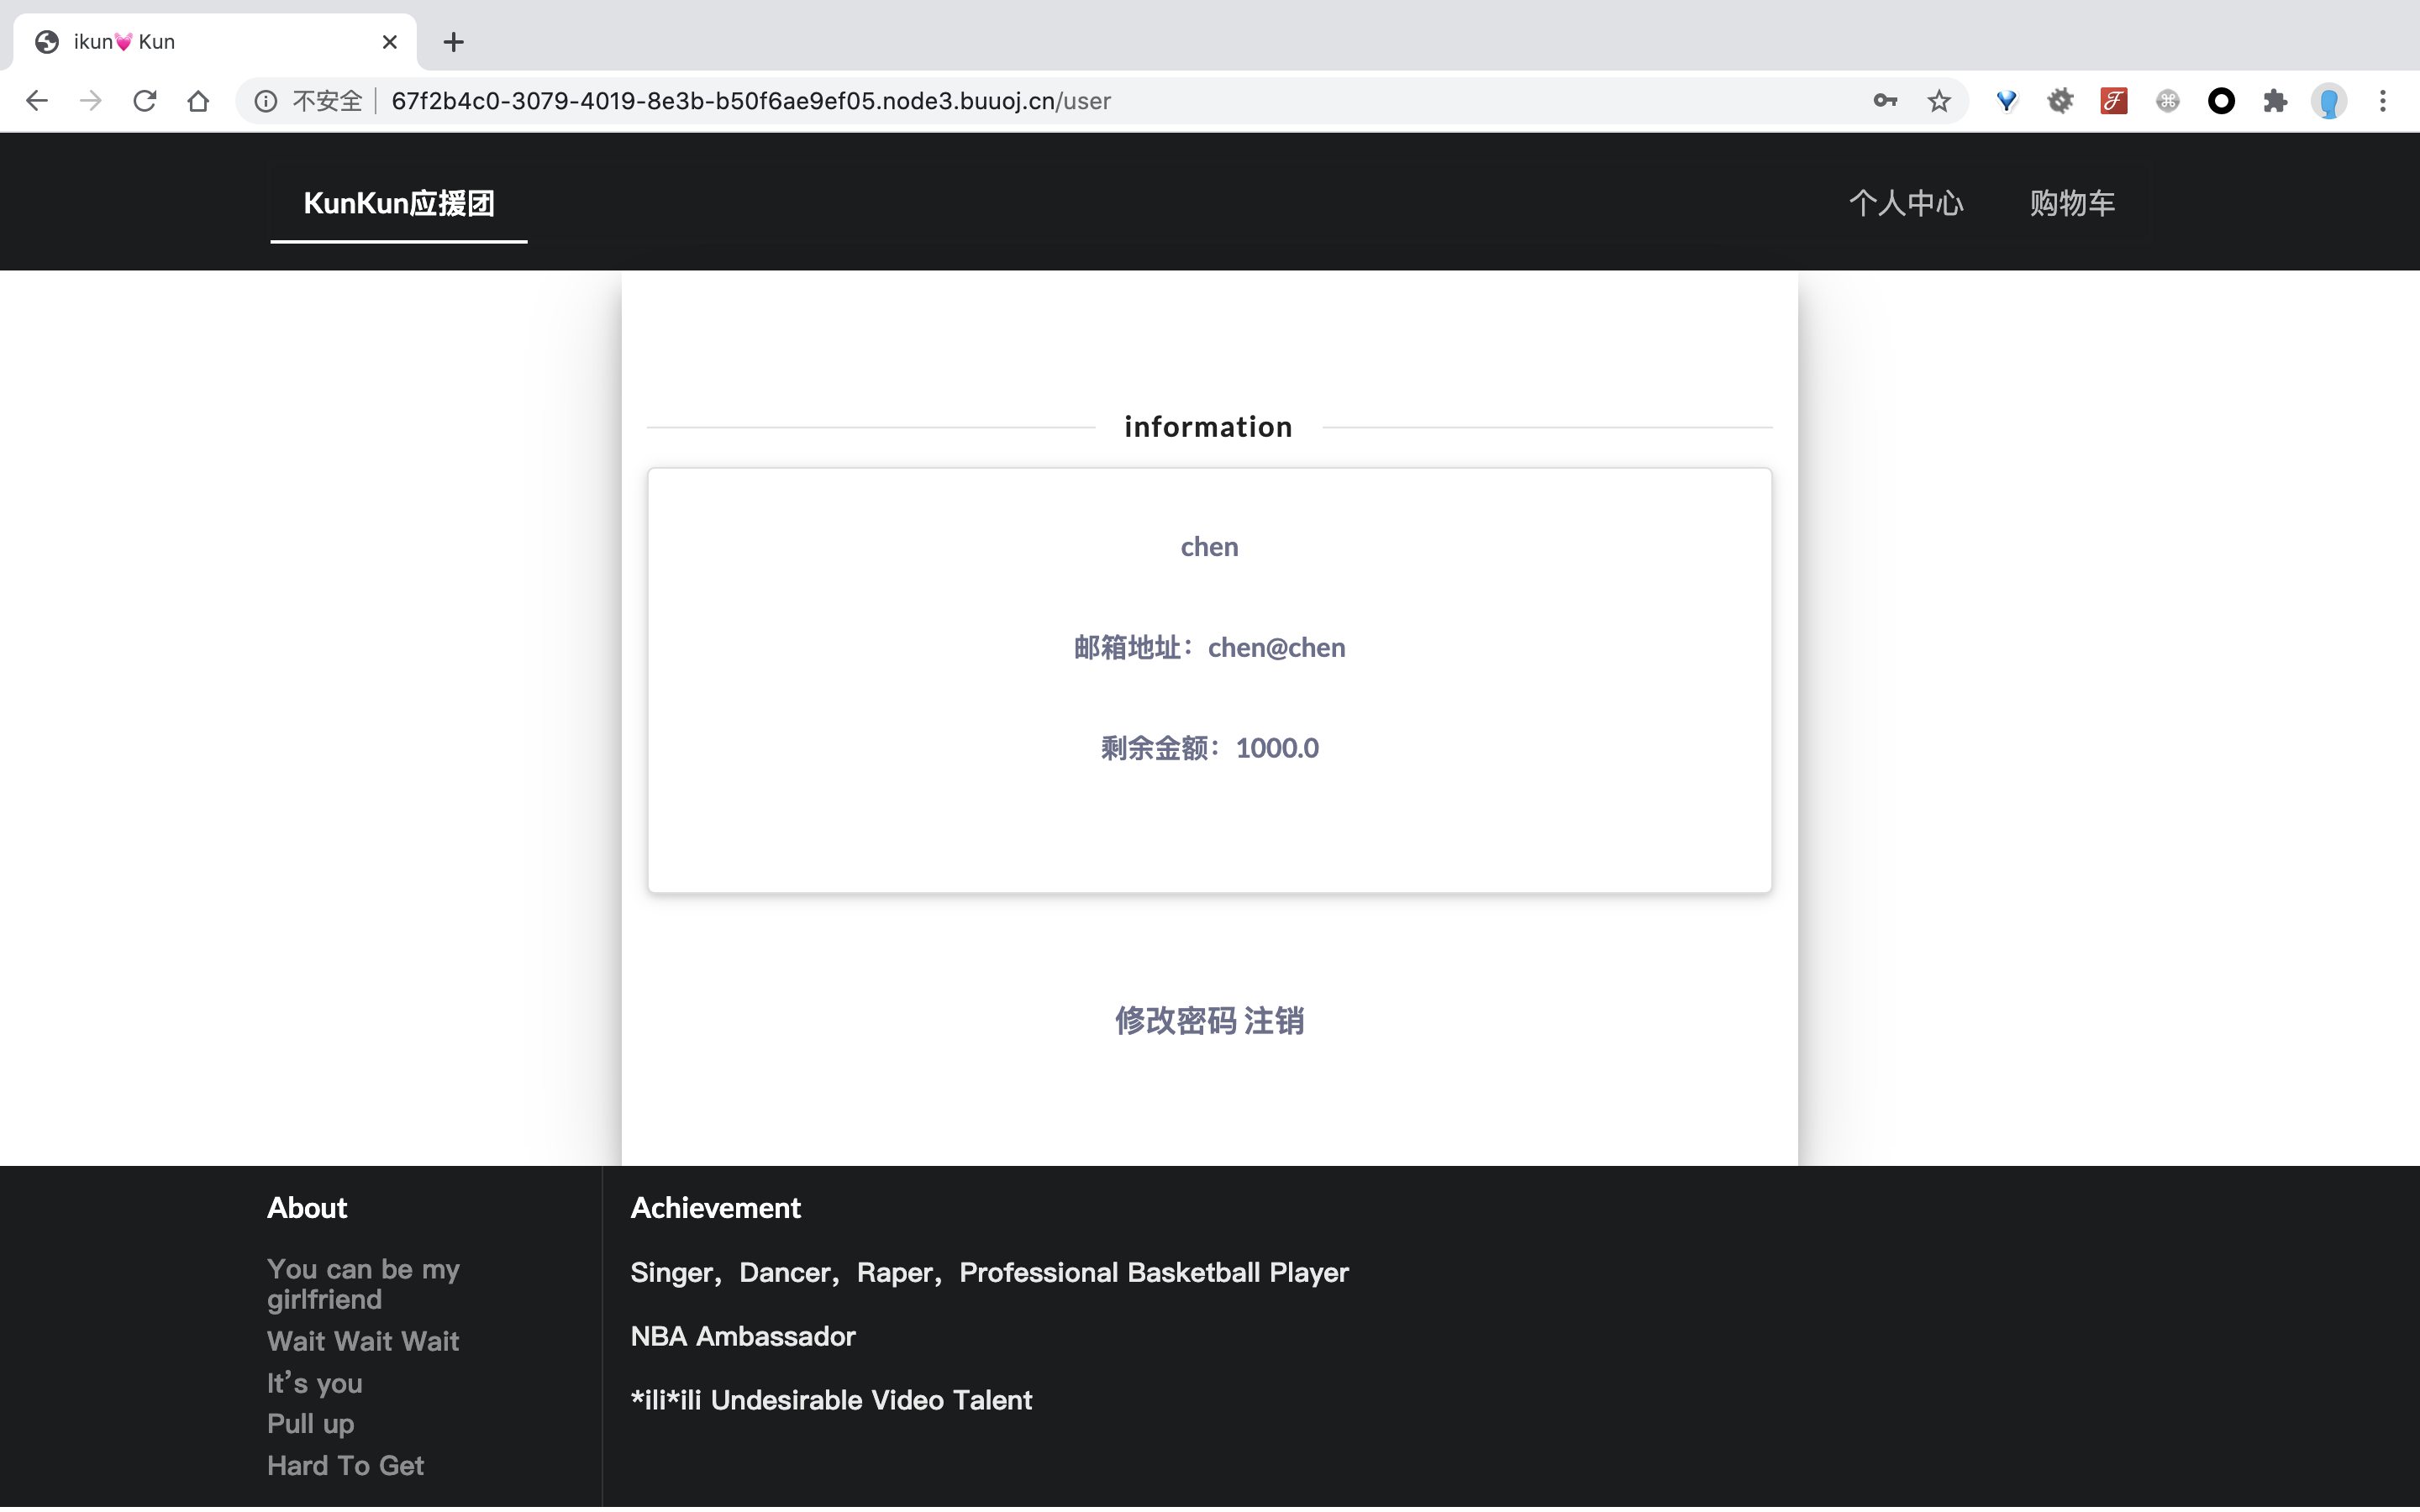 ikun💓 Kun
不安全 67f2b4c0-3079-4019-8e3b-b50f6ae9ef05.node3.buuoj.cn/user
KunKun应援团 个人中心 购物车
information
chen
邮箱地址：chen@chen
剩余金额：1000.0
修改密码 注销
About
You can be my
girlfriend
Wait Wait Wait
It’s you
Pull up
Hard To Get
Achievement
Singer，Dancer，Raper，Professional Basketball Player
NBA Ambassador
*ili*ili Undesirable Video Talent